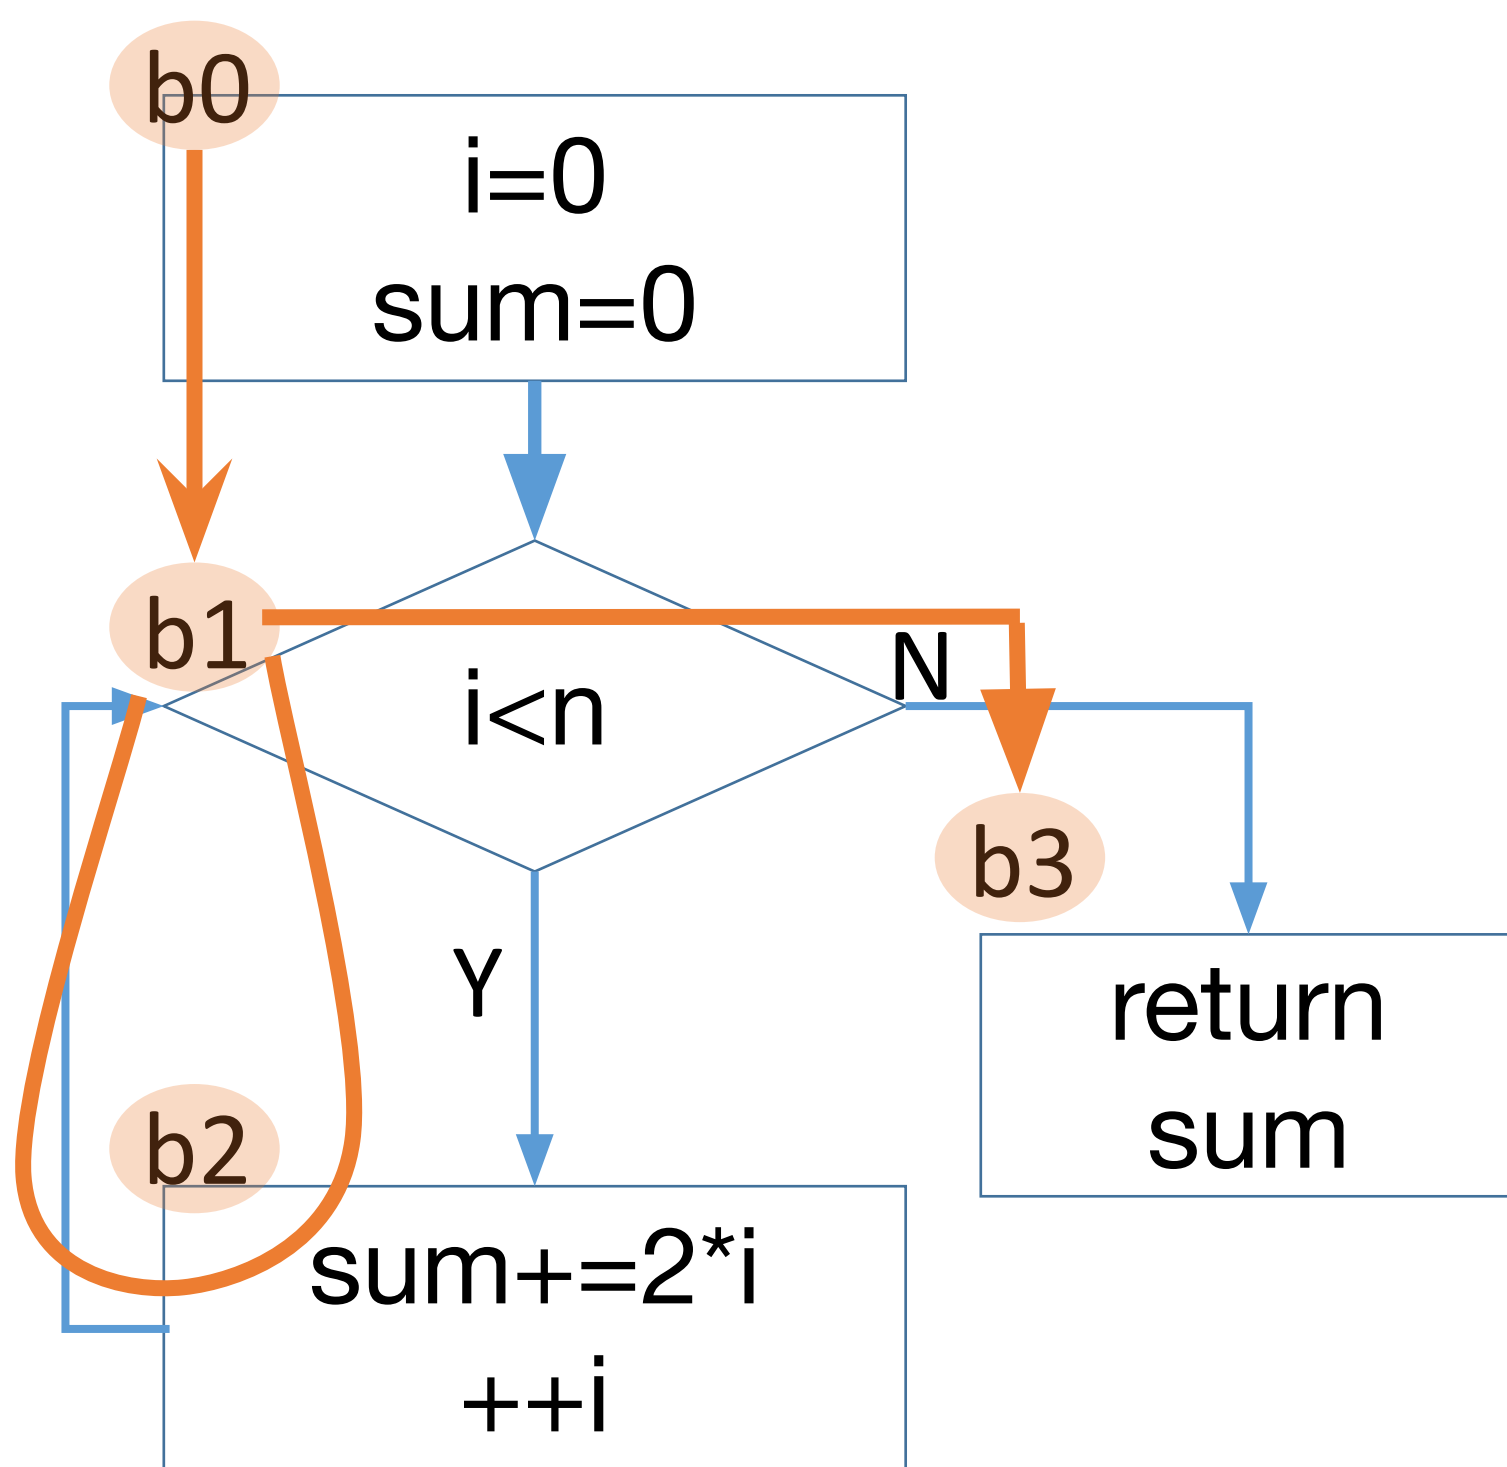 b0
i=0
sum=0
b1
i<n
N
b3
Y
return
sum
b2
sum+=2*i
++i